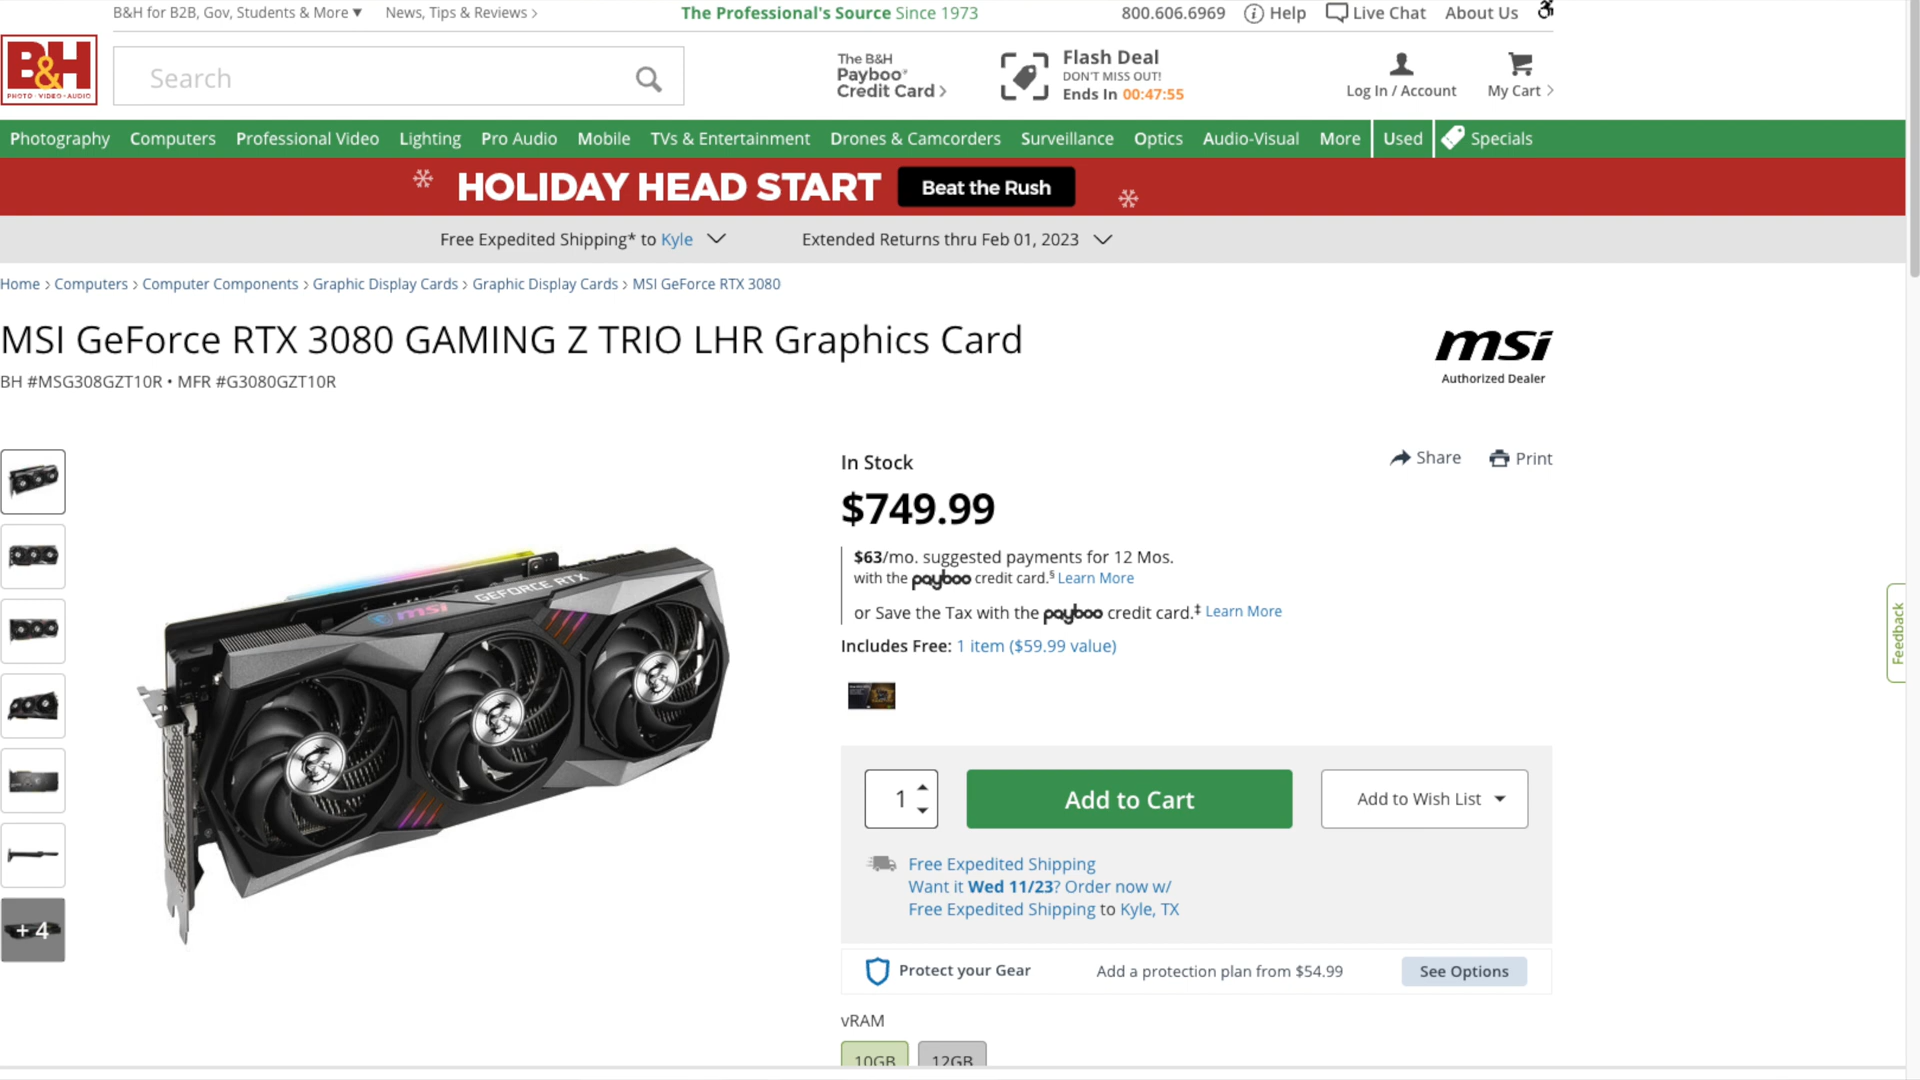 B&H for B2B, Gov, Students & More ▼
News, Tips & Reviews >
The Professional's Source Since 1973
800.606.6969
Help
Live Chat
About Us
B&H
PHOTO · VIDEO · AUDIO
Search
The B&H
Payboo®
Credit Card >
Flash Deal
DON'T MISS OUT!
Ends In 00:47:55
Log In / Account
My Cart >
Photography Computers Professional Video Lighting Pro Audio Mobile TVs & Entertainment Drones & Camcorders Surveillance Optics Audio-Visual More Used Specials
HOLIDAY HEAD START
Beat the Rush
Free Expedited Shipping* to Kyle
Extended Returns thru Feb 01, 2023
Home > Computers > Computer Components > Graphic Display Cards > Graphic Display Cards > MSI GeForce RTX 3080
MSI GeForce RTX 3080 GAMING Z TRIO LHR Graphics Card
BH #MSG308GZT10R • MFR #G3080GZT10R
msi
Authorized Dealer
In Stock
Share
Print
$749.99
$63/mo. suggested payments for 12 Mos.
with the payboo credit card.§ Learn More
or Save the Tax with the payboo credit card.‡ Learn More
Includes Free: 1 item ($59.99 value)
msi
GEFORCE RTX
+ 4
1
Add to Cart
Add to Wish List
Free Expedited Shipping
Want it Wed 11/23? Order now w/
Free Expedited Shipping to Kyle, TX
Protect your Gear
Add a protection plan from $54.99
See Options
vRAM
10GB
12GB
Feedback